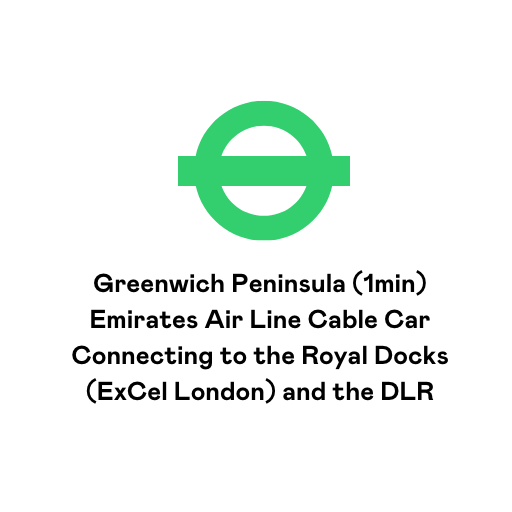 Greenwich Peninsula (1min)
Emirates Air Line Cable Car
Connecting to the Royal Docks
(ExCel London) and the DLR